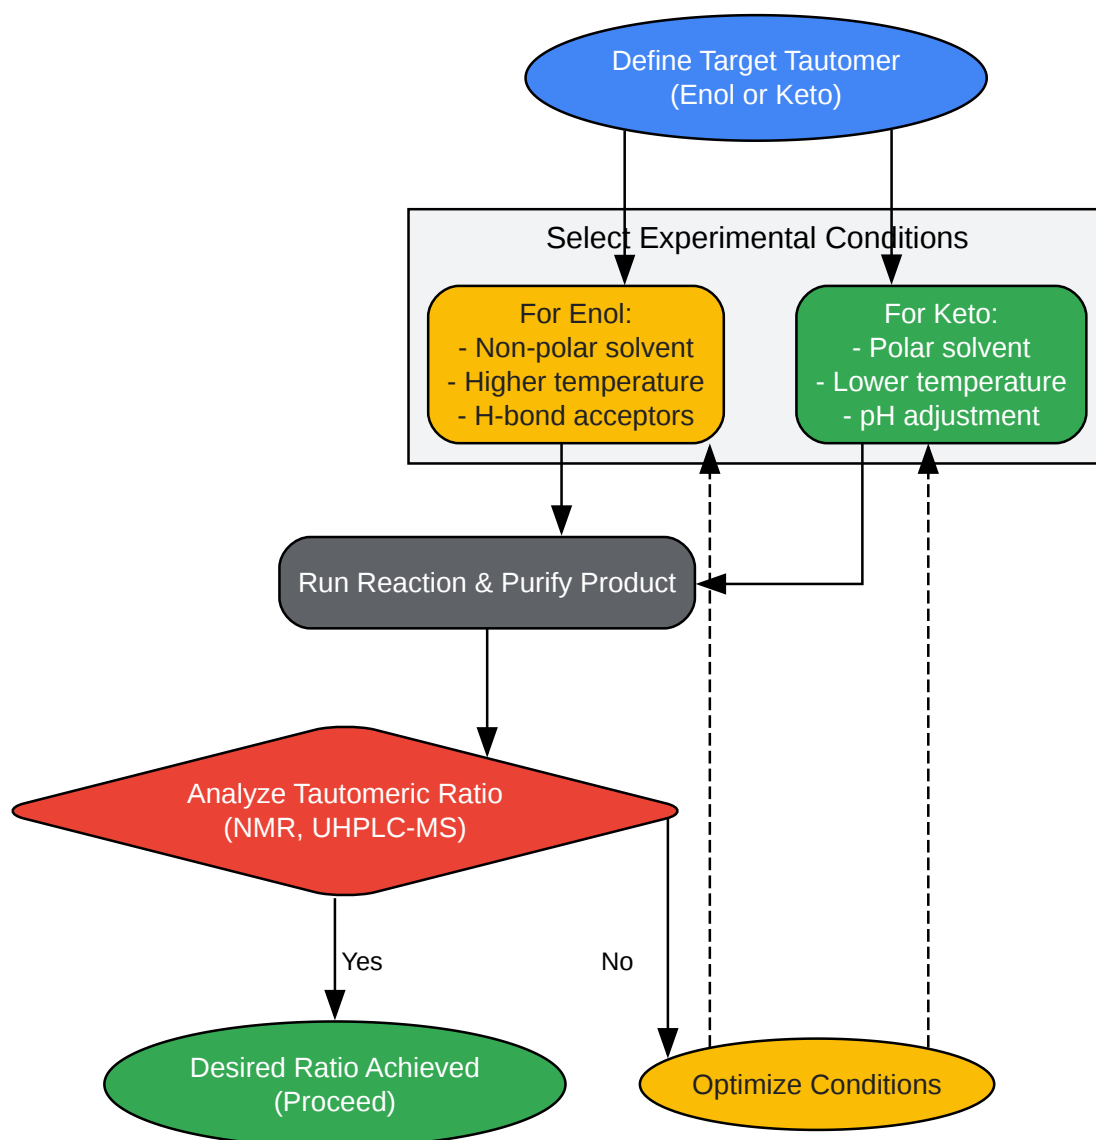 Define Target Tautomer
(Enol or Keto)
Select Experimental Conditions
For Enol:
- Non-polar solvent
- Higher temperature
- H-bond acceptors
For Keto:
- Polar solvent
- Lower temperature
- pH adjustment
Run Reaction & Purify Product
Analyze Tautomeric Ratio
(NMR, UHPLC-MS)
Yes
No
Desired Ratio Achieved
(Proceed)
Optimize Conditions